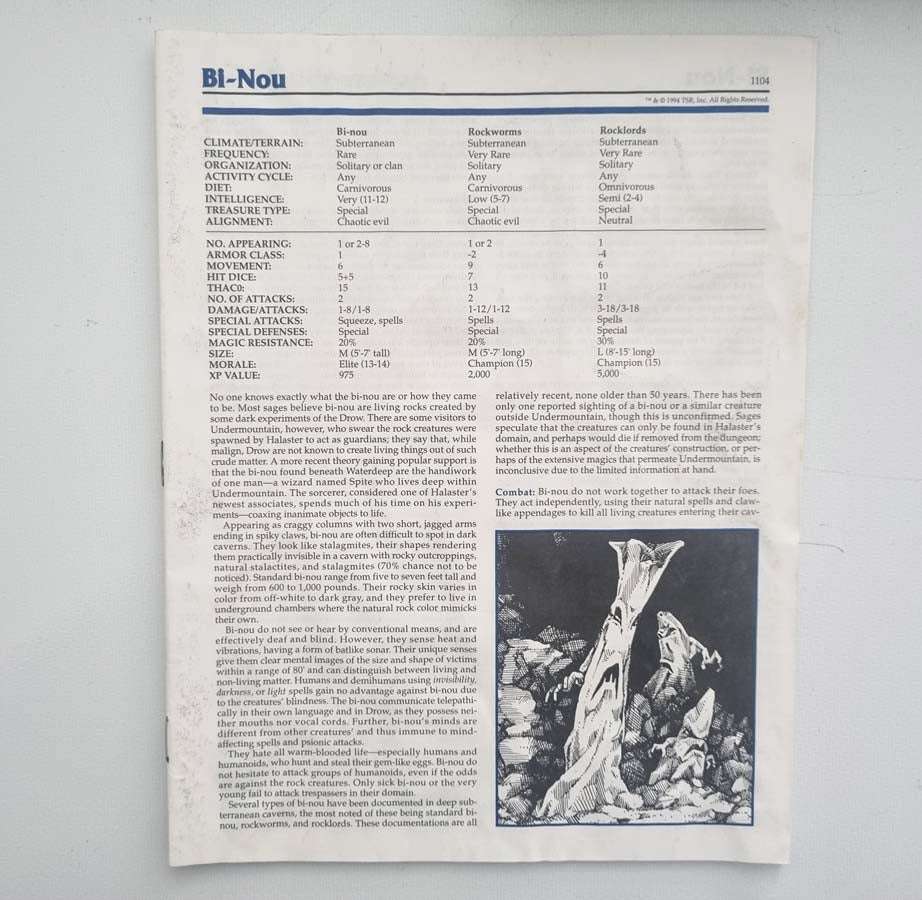 Bi-Nou
1104
™ & © 1994 TSR, Inc. All Rights Reserved.
Bi-nou Rockworms Rocklords
CLIMATE/TERRAIN: Subterranean Subterranean Subterranean
FREQUENCY: Rare Very Rare Very Rare
ORGANIZATION: Solitary or clan Solitary Solitary
ACTIVITY CYCLE: Any Any Any
DIET: Carnivorous Carnivorous Omnivorous
INTELLIGENCE: Very (11-12) Low (5-7) Semi (2-4)
TREASURE TYPE: Special Special Special
ALIGNMENT: Chaotic evil Chaotic evil Neutral
NO. APPEARING: 1 or 2-8 1 or 2 1
ARMOR CLASS: 1 -2 -4
MOVEMENT: 6 9 6
HIT DICE: 5+5 7 10
THAC0: 15 13 11
NO. OF ATTACKS: 2 2 2
DAMAGE/ATTACKS: 1-8/1-8 1-12/1-12 3-18/3-18
SPECIAL ATTACKS: Squeeze, spells Spells Spells
SPECIAL DEFENSES: Special Special Special
MAGIC RESISTANCE: 20% 20% 30%
SIZE: M (5'-7' tall) M (5'-7' long) L (8'-15' long)
MORALE: Elite (13-14) Champion (15) Champion (15)
XP VALUE: 975 2,000 5,000
No one knows exactly what the bi-nou are or how they came
to be. Most sages believe bi-nou are living rocks created by
some dark experiments of the Drow. There are some visitors to
Undermountain, however, who swear the rock creatures were
spawned by Halaster to act as guardians; they say that, while
malign, Drow are not known to create living things out of such
crude matter. A more recent theory gaining popular support is
that the bi-nou found beneath Waterdeep are the handiwork
of one man—a wizard named Spite who lives deep within
Undermountain. The sorcerer, considered one of Halaster's
newest associates, spends much of his time on his experi-
ments—coaxing inanimate objects to life.
Appearing as craggy columns with two short, jagged arms
ending in spiky claws, bi-nou are often difficult to spot in dark
caverns. They look like stalagmites, their shapes rendering
them practically invisible in a cavern with rocky outcroppings,
natural stalactites, and stalagmites (70% chance not to be
noticed). Standard bi-nou range from five to seven feet tall and
weigh from 600 to 1,000 pounds. Their rocky skin varies in
color from off-white to dark gray, and they prefer to live in
underground chambers where the natural rock color mimicks
their own.
Bi-nou do not see or hear by conventional means, and are
effectively deaf and blind. However, they sense heat and
vibrations, having a form of batlike sonar. Their unique senses
give them clear mental images of the size and shape of victims
within a range of 80' and can distinguish between living and
non-living matter. Humans and demihumans using invisibility,
darkness, or light spells gain no advantage against bi-nou due
to the creatures' blindness. The bi-nou communicate telepathi-
cally in their own language and in Drow, as they possess nei-
ther mouths nor vocal cords. Further, bi-nou's minds are
different from other creatures' and thus immune to mind-
affecting spells and psionic attacks.
They hate all warm-blooded life—especially humans and
humanoids, who hunt and steal their gem-like eggs. Bi-nou do
not hesitate to attack groups of humanoids, even if the odds
are against the rock creatures. Only sick bi-nou or the very
young fail to attack trespassers in their domain.
Several types of bi-nou have been documented in deep sub-
terranean caverns, the most noted of these being standard bi-
nou, rockworms, and rocklords. These documentations are all
relatively recent, none older than 50 years. There has been
only one reported sighting of a bi-nou or a similar creature
outside Undermountain, though this is unconfirmed. Sages
speculate that the creatures can only be found in Halaster's
domain, and perhaps would die if removed from the dungeon;
whether this is an aspect of the creatures' construction, or per-
haps of the extensive magics that permeate Undermountain, is
inconclusive due to the limited information at hand.
Combat: Bi-nou do not work together to attack their foes.
They act independently, using their natural spells and claw-
like appendages to kill all living creatures entering their cav-